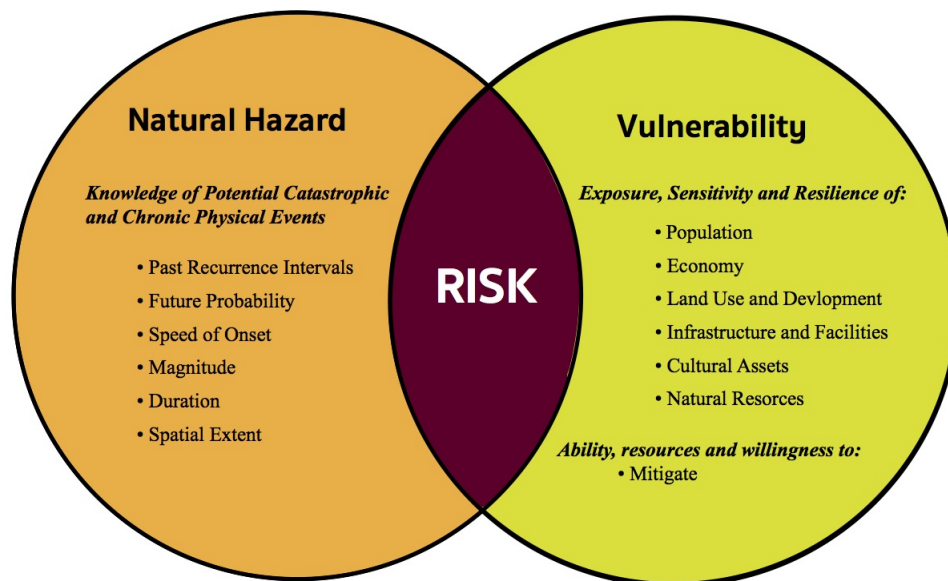 Natural Hazard
Knowledge of Potential Catastrophic
and Chronic Physical Events
• Past Recurrence Intervals
• Future Probability
• Speed of Onset
• Magnitude
• Duration
• Spatial Extent
RISK
Vulnerability
Exposure, Sensitivity and Resilience of:
• Population
• Economy
• Land Use and Devlopment
• Infrastructure and Facilities
• Cultural Assets
• Natural Resorces
Ability, resources and willingness to:
• Mitigate